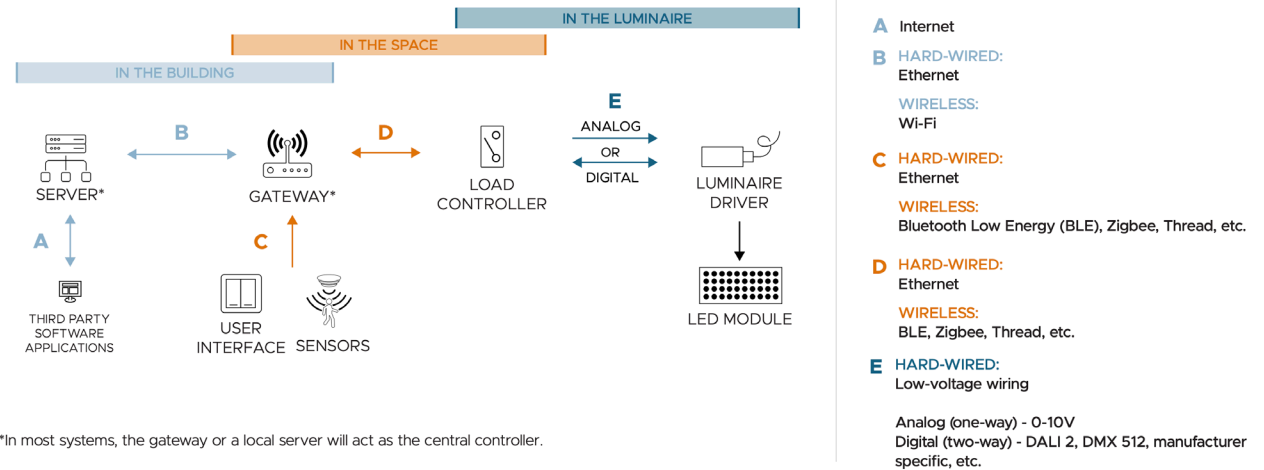 IN THE LUMINAIRE
IN THE SPACE
IN THE BUILDING
SERVER*
B
GATEWAY*
D
LOAD
CONTROLLER
E
ANALOG
OR
DIGITAL
LUMINAIRE
DRIVER
A
C
THIRD PARTY
SOFTWARE
APPLICATIONS
USER
INTERFACE
SENSORS
LED MODULE
*In most systems, the gateway or a local server will act as the central controller.
A Internet
B HARD-WIRED:
Ethernet
WIRELESS:
Wi-Fi
C HARD-WIRED:
Ethernet
WIRELESS:
Bluetooth Low Energy (BLE), Zigbee, Thread, etc.
D HARD-WIRED:
Ethernet
WIRELESS:
BLE, Zigbee, Thread, etc.
E HARD-WIRED:
Low-voltage wiring
Analog (one-way) - 0-10V
Digital (two-way) - DALI 2, DMX 512, manufacturer
specific, etc.